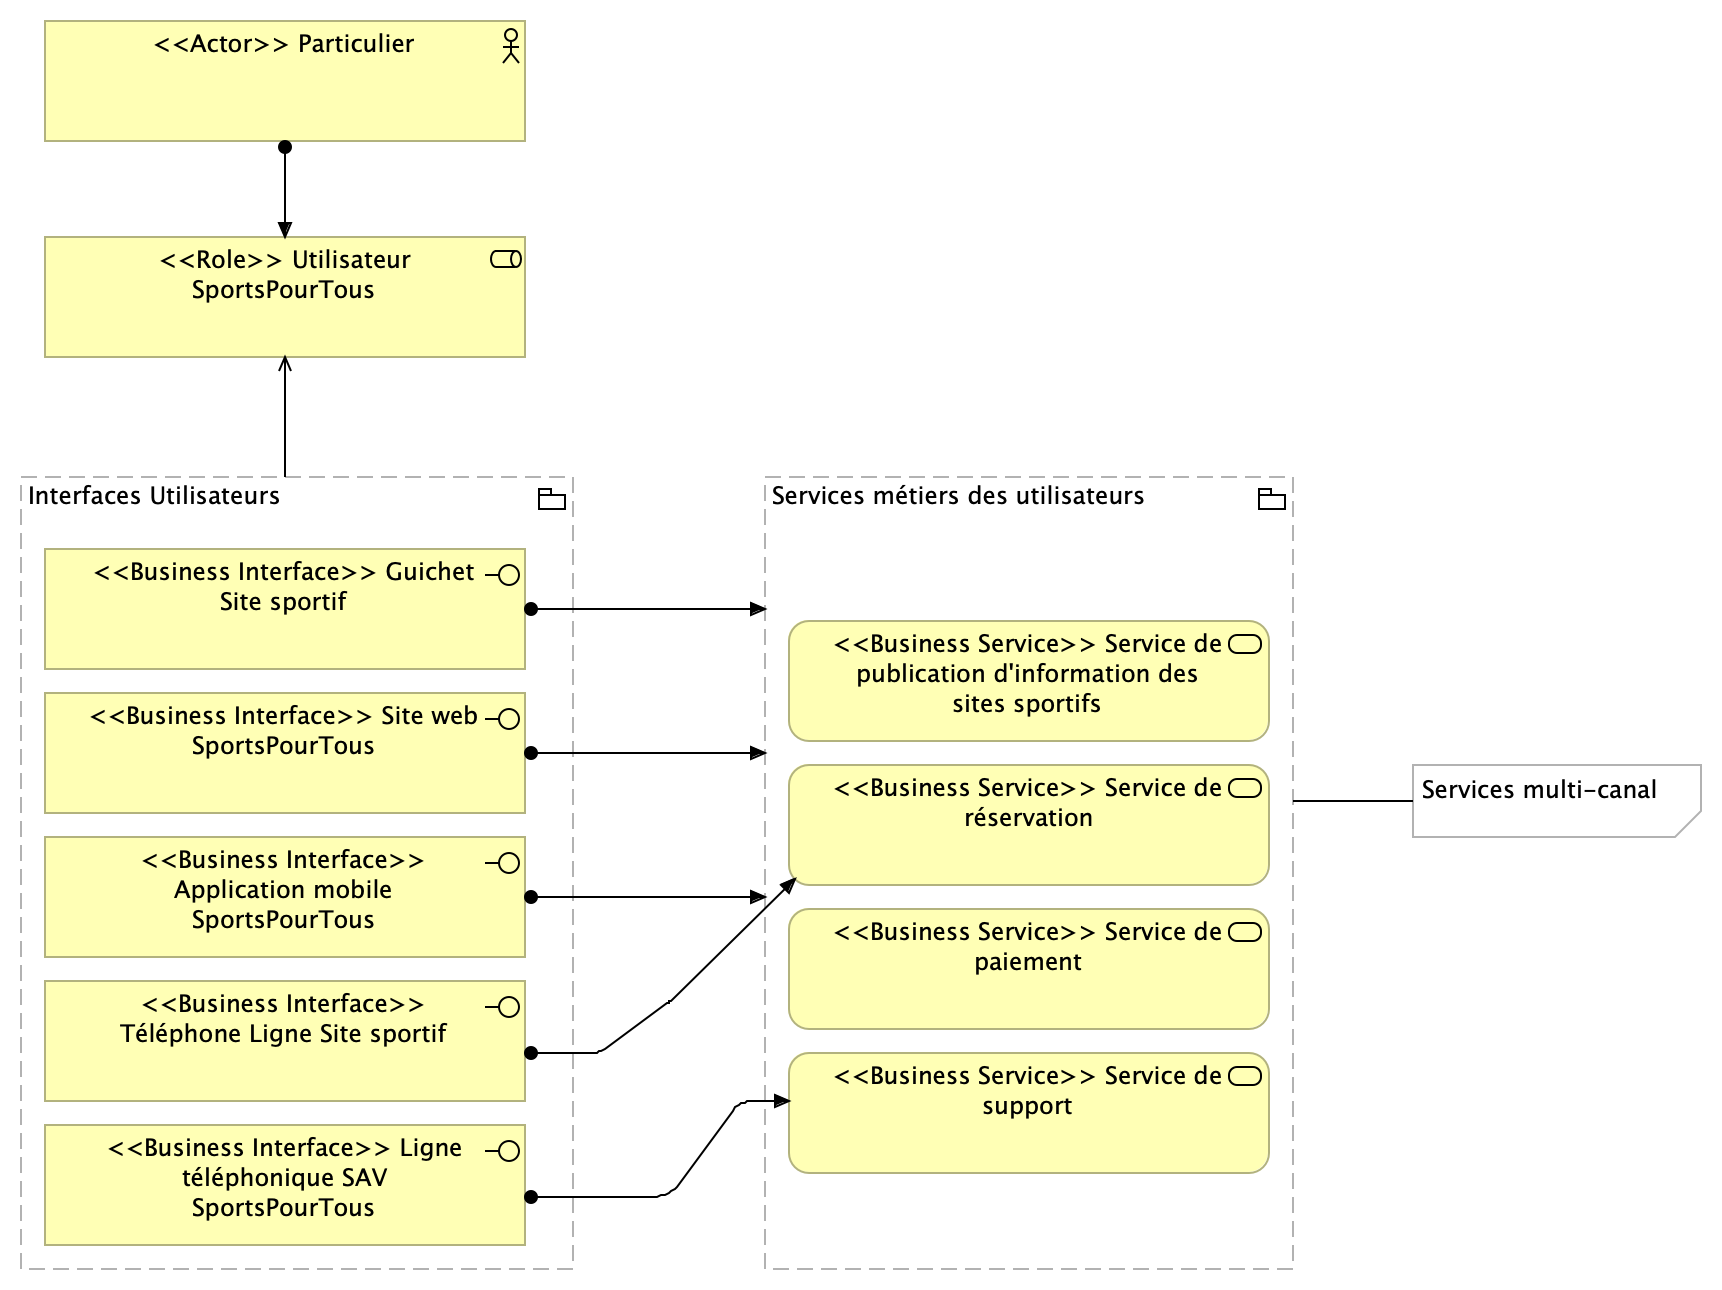 <<Actor>> Particulier
<<Role>> Utilisateur
SportsPourTous
Interfaces Utilisateurs
<<Business Interface>> Guichet
Site sportif
<<Business Interface>> Site web
SportsPourTous
<<Business Interface>>
Application mobile
SportsPourTous
<<Business Interface>>
Téléphone Ligne Site sportif
<<Business Interface>> Ligne
téléphonique SAV
SportsPourTous
Services métiers des utilisateurs
<<Business Service>> Service de
publication d'information des
sites sportifs
<<Business Service>> Service de
réservation
<<Business Service>> Service de
paiement
<<Business Service>> Service de
support
Services multi-canal